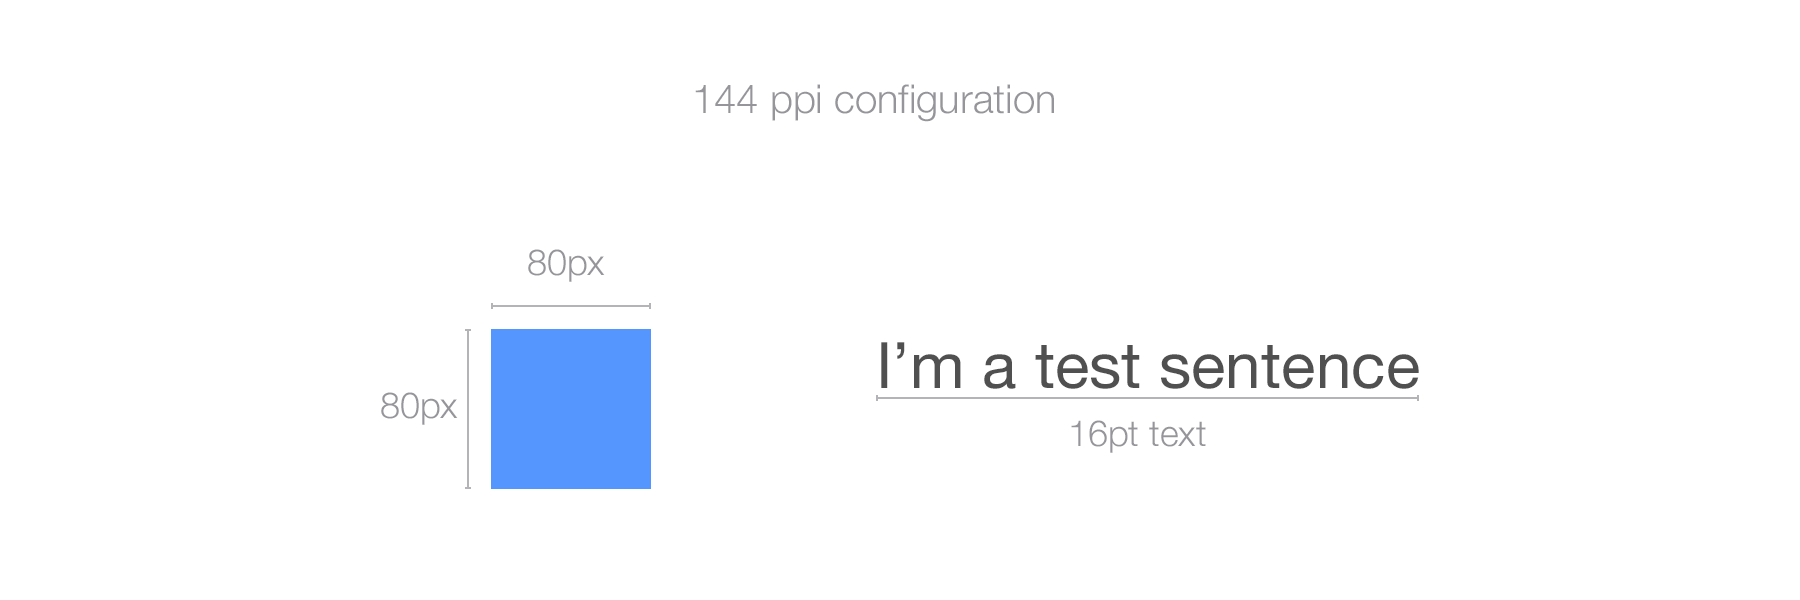 144 ppi configuration
80px
80px
I’m a test sentence
16pt text